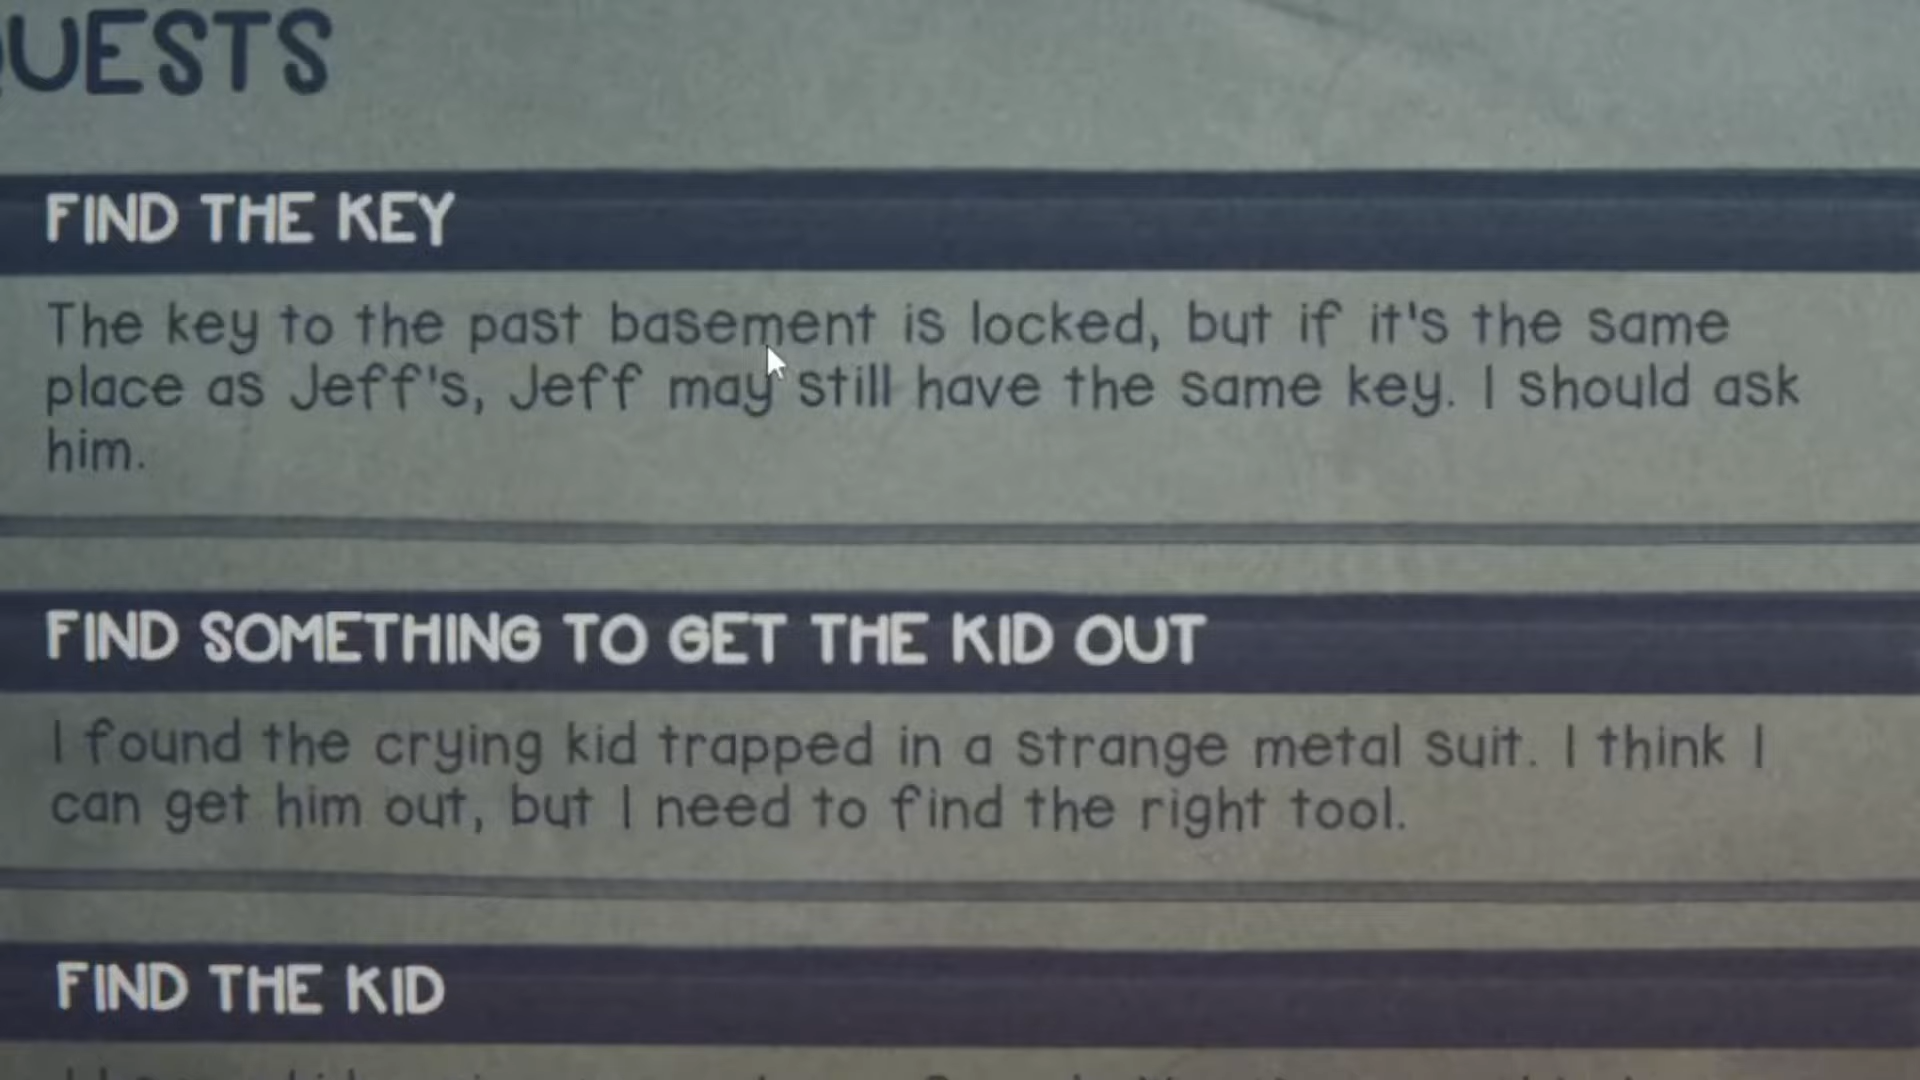 QUESTS
FIND THE KEY
The key to the past basement is locked, but if it's the same
place as Jeff's, Jeff may still have the same key. I should ask
him.
FIND SOMETHING TO GET THE KID OUT
I found the crying kid trapped in a strange metal suit. I think I
can get him out, but I need to find the right tool.
FIND THE KID